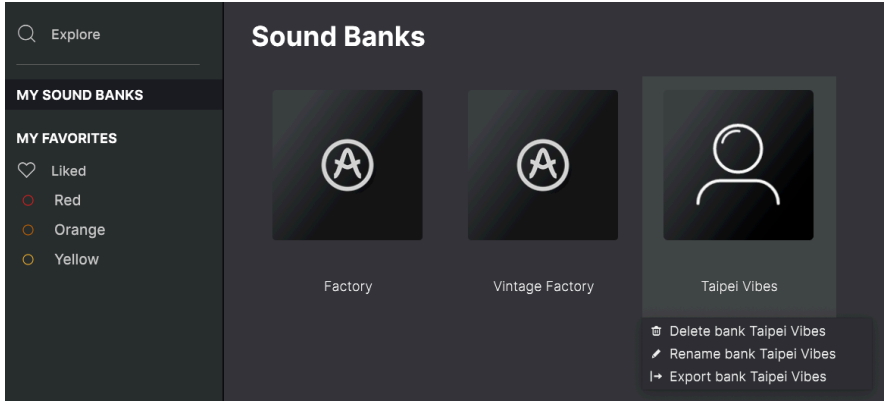 Explore
MY SOUND BANKS
MY FAVORITES
Liked
Red
Orange
Yellow
Sound Banks
Factory
Vintage Factory
Taipei Vibes
Delete bank Taipei Vibes
Rename bank Taipei Vibes
Export bank Taipei Vibes